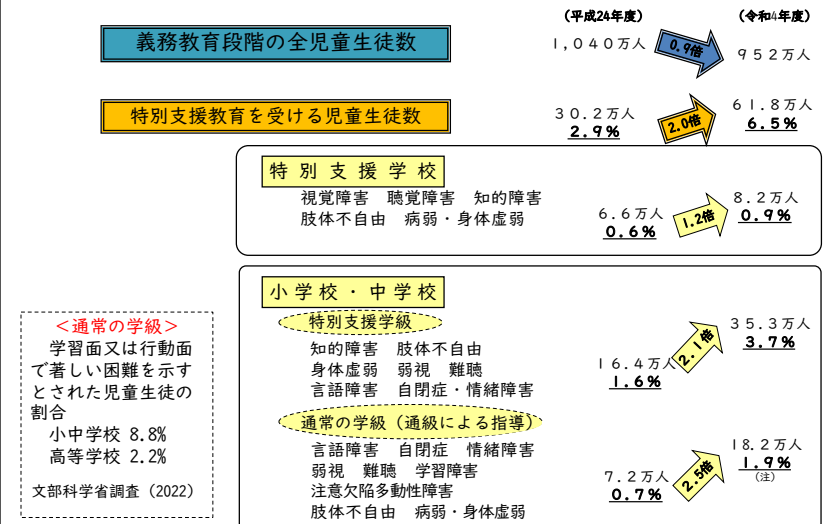 (平成24年度) (令和4年度)
義務教育段階の全児童生徒数 1,040万人 0.9倍 952万人
特別支援教育を受ける児童生徒数 30.2万人 2.9% 2.0倍 61.8万人 6.5%
特別支援学校
視覚障害 聴覚障害 知的障害
肢体不自由 病弱・身体虚弱
6.6万人
0.6%
1.2倍
8.2万人
0.9%
小学校・中学校
特別支援学級
知的障害 肢体不自由
身体虚弱 弱視 難聴
言語障害 自閉症・情緒障害
16.4万人
1.6%
2.1倍
35.3万人
3.7%
通常の学級（通級による指導）
言語障害 自閉症 情緒障害
弱視 難聴 学習障害
注意欠陥多動性障害
肢体不自由 病弱・身体虚弱
7.2万人
0.7%
2.5倍
18.2万人
1.9%
(注)
＜通常の学級＞
学習面又は行動面
で著しい困難を示す
とされた児童生徒の
割合
小中学校 8.8%
高等学校 2.2%
文部科学省調査（2022）